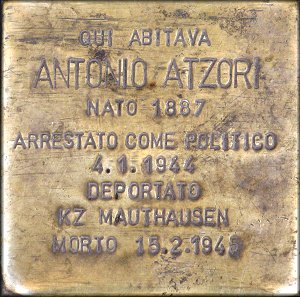 QUI ABITAVA
ANTONIO ATZORI
NATO 1887
ARRESTATO COME POLITICO
4.1.1944
DEPORTATO
KZ MAUTHAUSEN
MORTO 15.2.1945